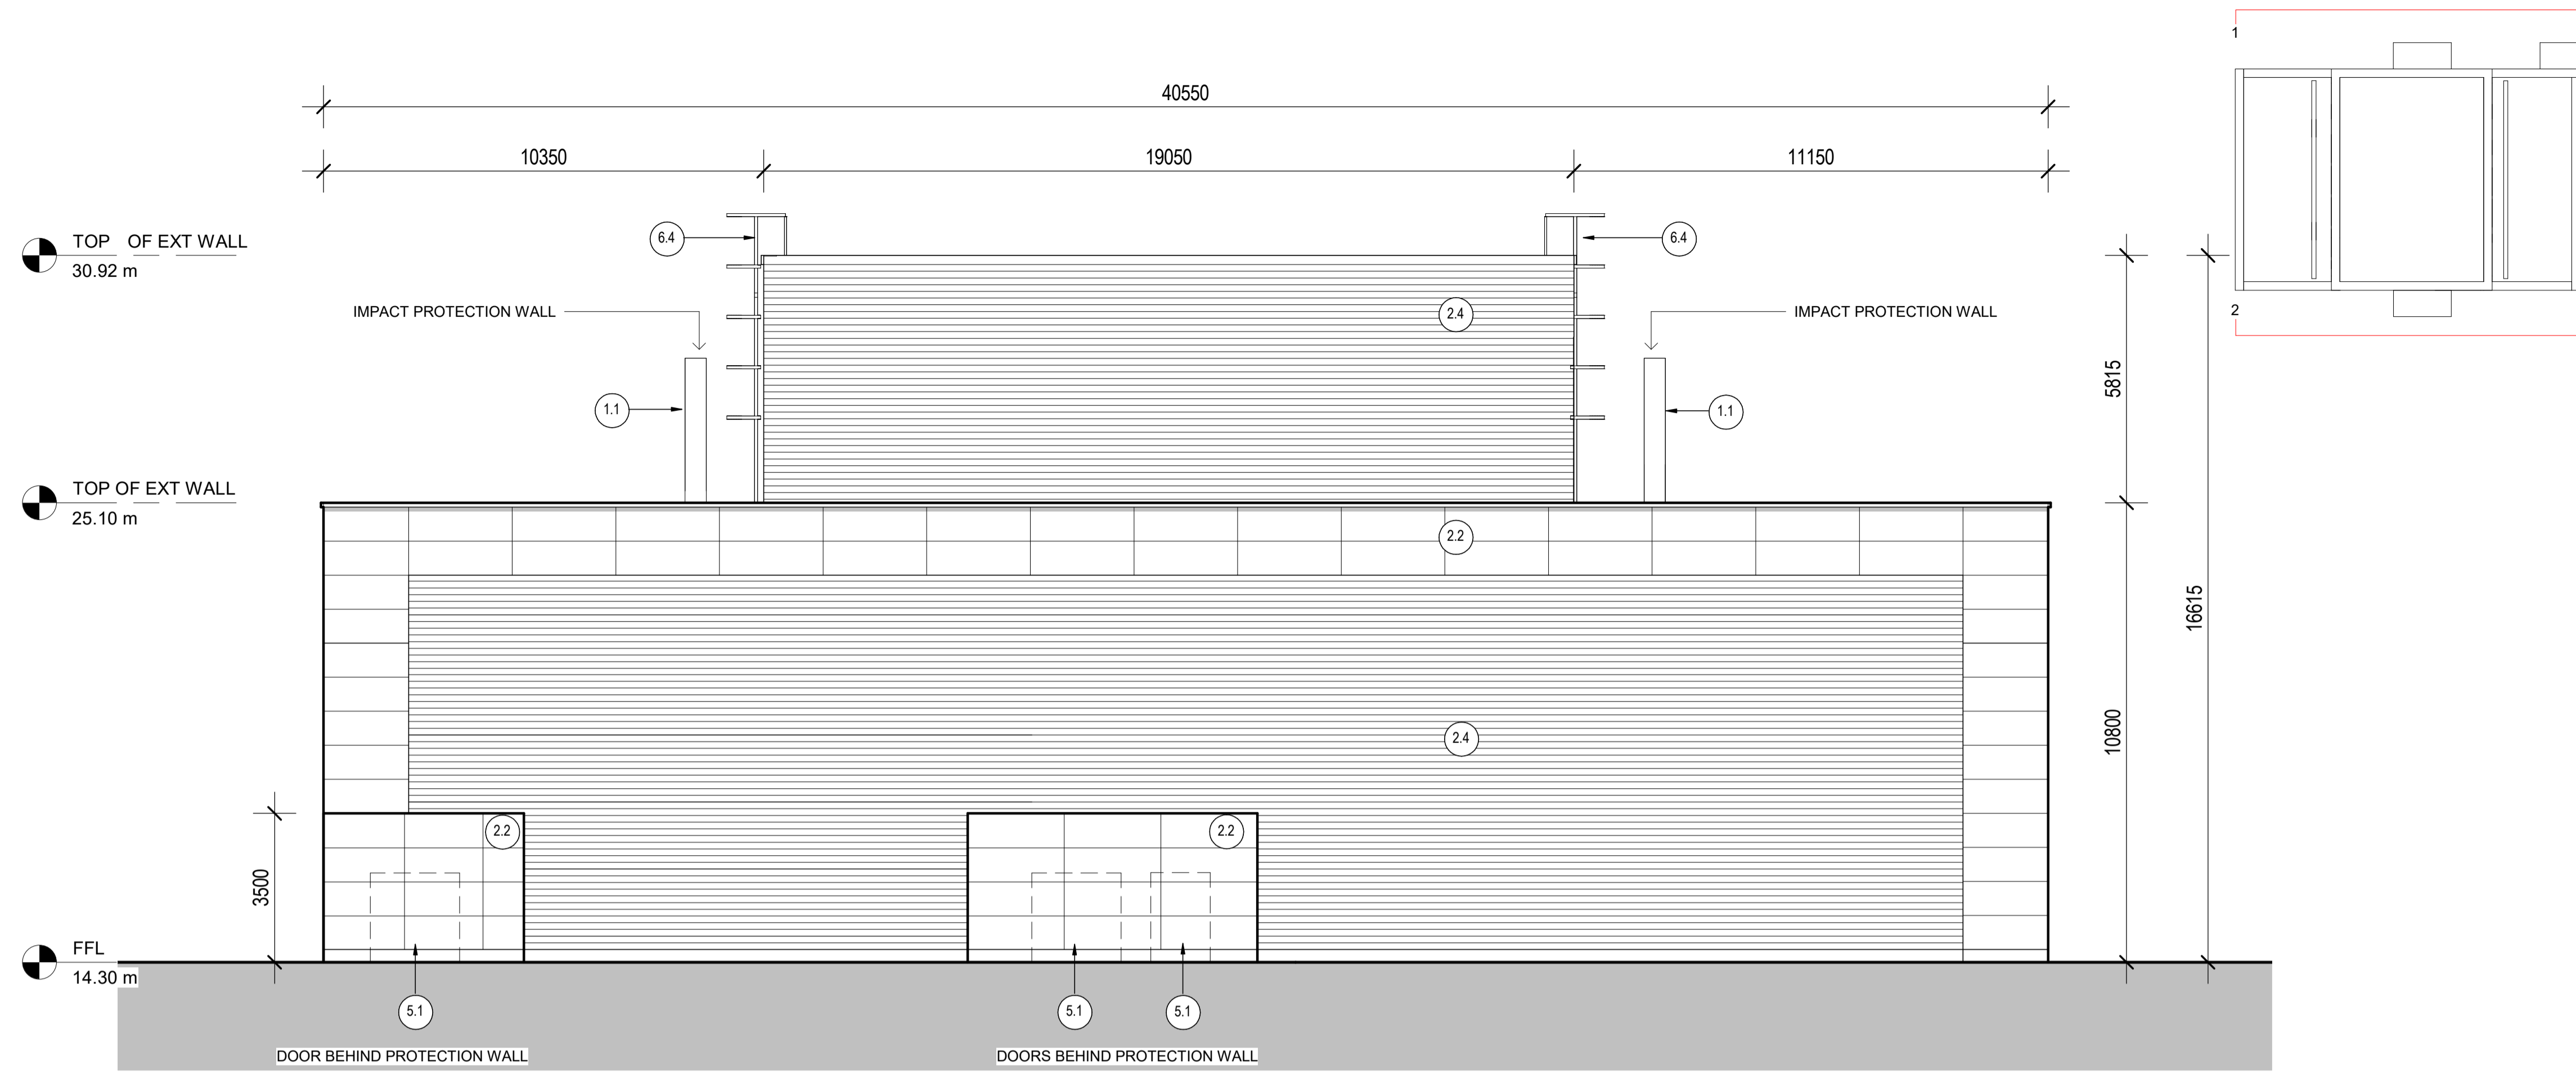 1
40550
10350
19050
11150
TOP OF EXT WALL
30.92 m
6.4
6.4
2
IMPACT PROTECTION WALL
2.4
IMPACT PROTECTION WALL
5815
1.1
1.1
TOP OF EXT WALL
25.10 m
2.2
16615
2.4
10800
2.2
2.2
3500
FFL
14.30 m
5.1
5.1
5.1
DOOR BEHIND PROTECTION WALL
DOORS BEHIND PROTECTION WALL